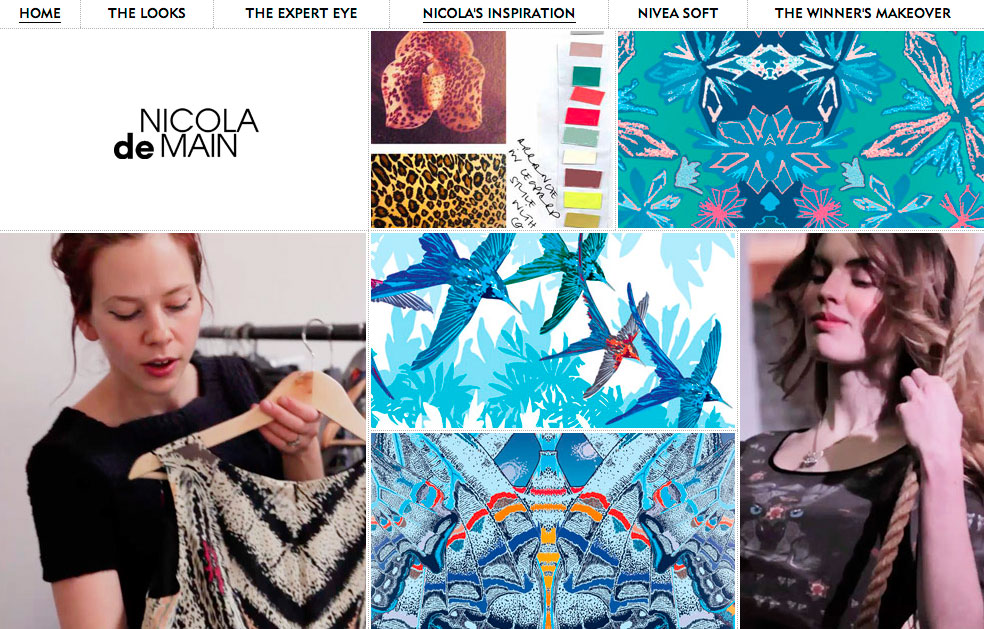 HOME
THE LOOKS
THE EXPERT EYE
NICOLA'S INSPIRATION
NIVEA SOFT
THE WINNER'S MAKEOVER
NICOLA
de MAIN
ARRANGE
IN LEOPARD
STYLE
WITH